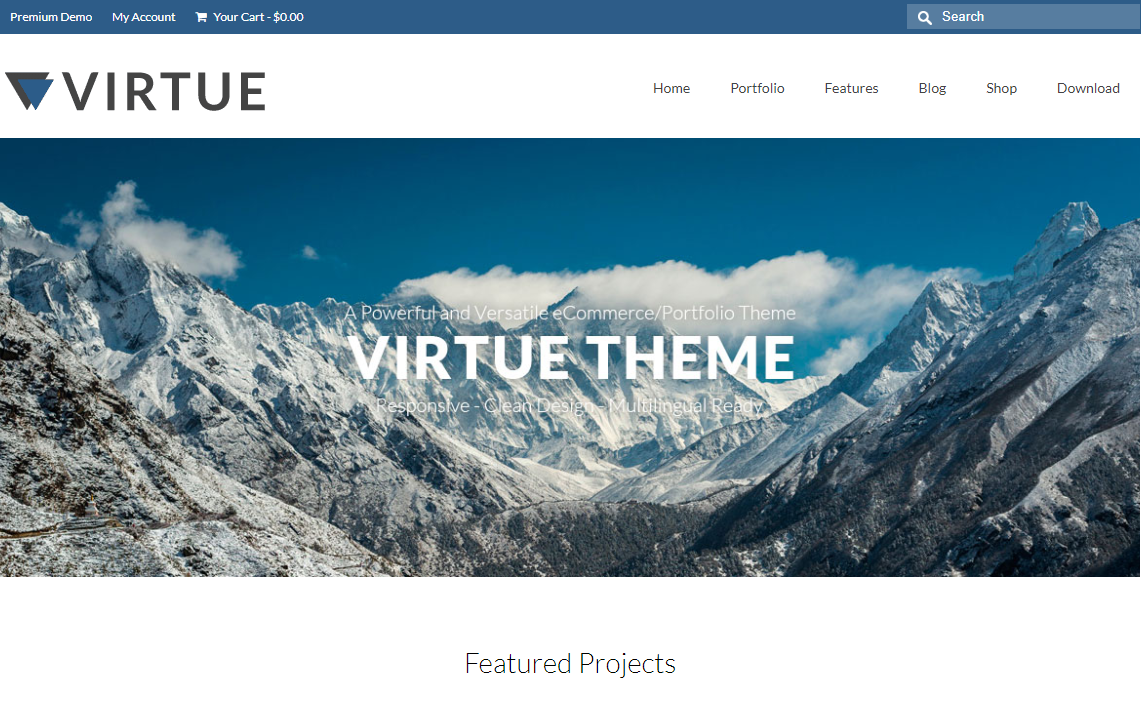 Premium Demo My Account Your Cart - $0.00 Search
VIRTUE
Home Portfolio Features Blog Shop Download
A Powerful and Versatile eCommerce/Portfolio Theme
VIRTUE THEME
Responsive - Clean Design - Multilingual Ready
Featured Projects